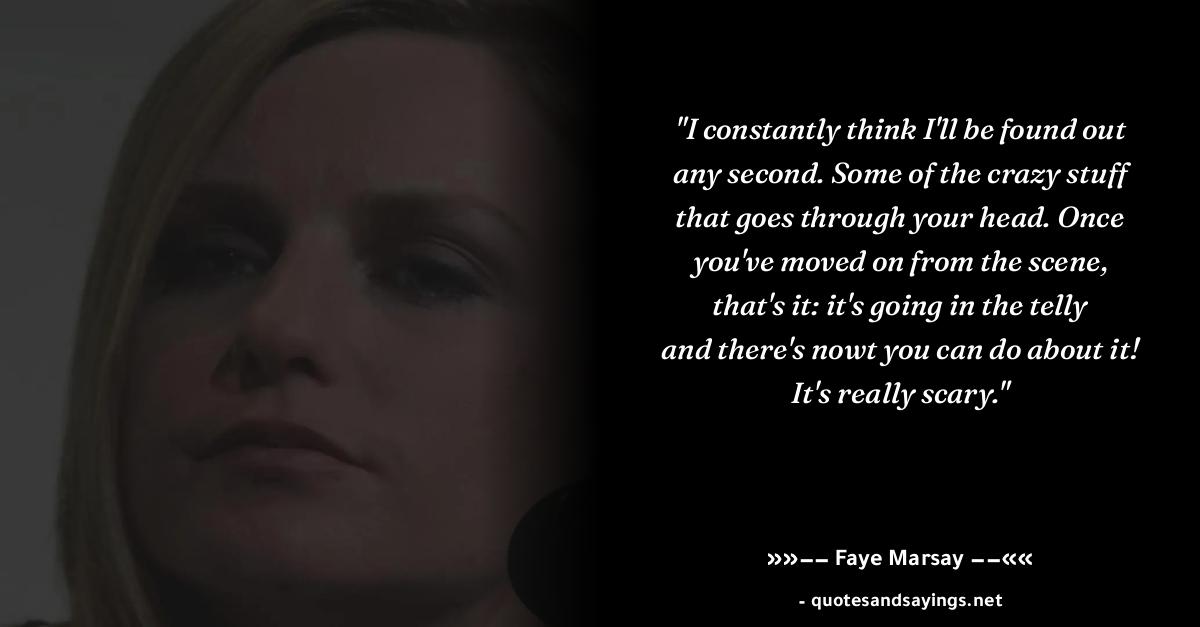 "I constantly think I'll be found out
any second. Some of the crazy stuff
that goes through your head. Once
you've moved on from the scene,
that's it: it's going in the telly
and there's nowt you can do about it!
It's really scary."
»»–– Faye Marsay ––««
- quotesandsayings.net